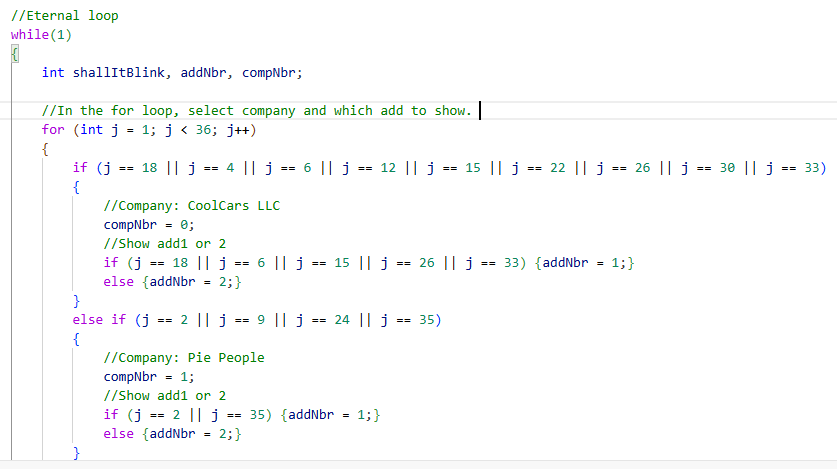 //Eternal loop
while(1)
{
int shallItBlink, addNbr, compNbr;
//In the for loop, select company and which add to show.
for (int j = 1; j < 36; j++)
{
if (j == 18 || j == 4 || j == 6 || j == 12 || j == 15 || j == 22 || j == 26 || j == 30 || j == 33)
{
//Company: CoolCars LLC
compNbr = 0;
//Show add1 or 2
if (j == 18 || j == 6 || j == 15 || j == 26 || j == 33) {addNbr = 1;}
else {addNbr = 2;}
}
else if (j == 2 || j == 9 || j == 24 || j == 35)
{
//Company: Pie People
compNbr = 1;
//Show add1 or 2
if (j == 2 || j == 35) {addNbr = 1;}
else {addNbr = 2;}
}